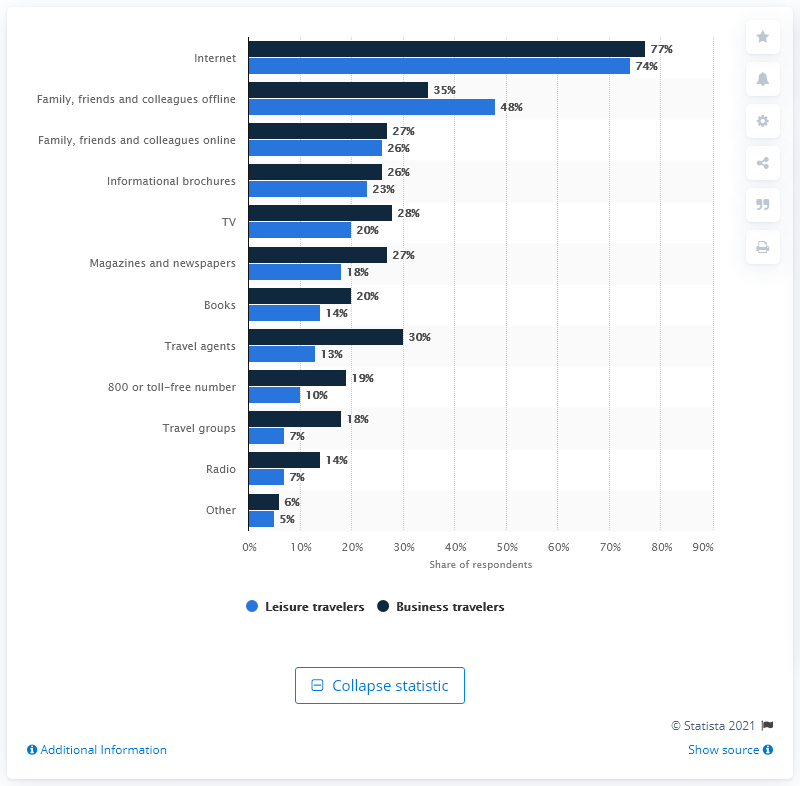 Internet
77%
74%
Family, friends and colleagues offline
35%
48%
Family, friends and colleagues online
27%
26%
Informational brochures
26%
23%
TV
28%
20%
Magazines and newspapers
27%
18%
Books
20%
14%
Travel agents
30%
13%
800 or toll-free number
19%
10%
Travel groups
18%
7%
Radio
14%
7%
Other
6%
5%
0% 10% 20% 30% 40% 50% 60% 70% 80% 90%
Share of respondents
Leisure travelers Business travelers
Collapse statistic
© Statista 2021
Additional Information Show source